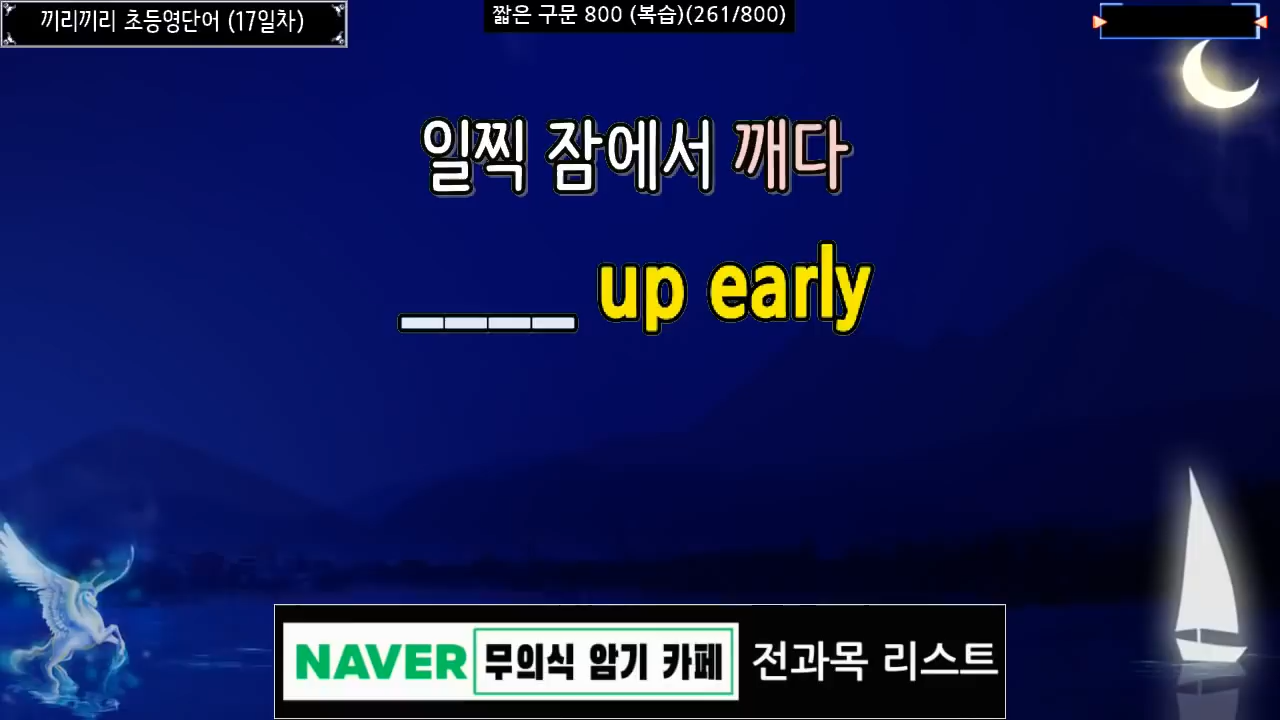 끼리끼리 초등영단어 (17일차)
짧은 구문 800 (복습)(261/800)
일찍 잠에서 깨다
____ up early
NAVER 무의식 암기 카페 전과목 리스트